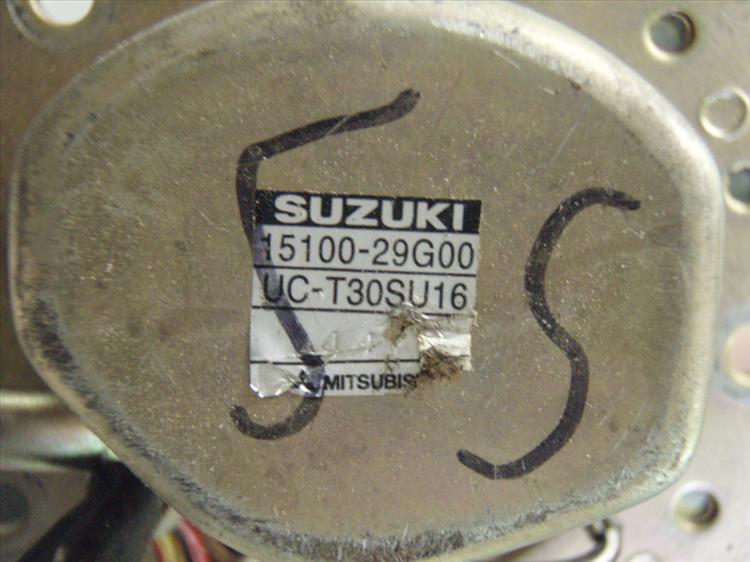 SUZUKI
15100-29G00
UC-T30SU16
MITSUBIS
S S